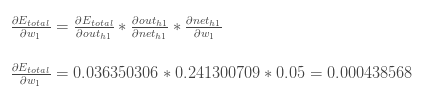 ∂E_total/∂w_1 = ∂E_total/∂out_h1 * ∂out_h1/∂net_h1 * ∂net_h1/∂w_1
∂E_total/∂w_1 = 0.036350306 * 0.241300709 * 0.05 = 0.000438568